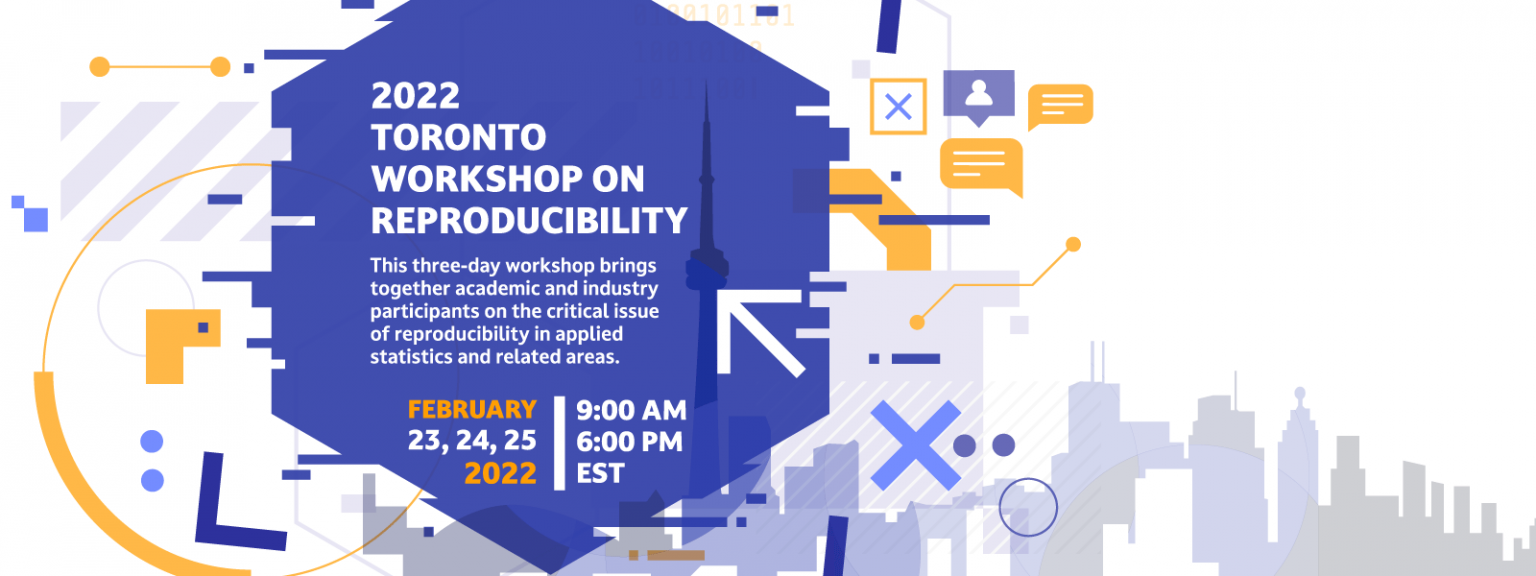 2022
TORONTO
WORKSHOP ON
REPRODUCIBILITY
This three-day workshop brings
together academic and industry
participants on the critical issue
of reproducibility in applied
statistics and related areas.
FEBRUARY
23, 24, 25
2022
9:00 AM
6:00 PM
EST